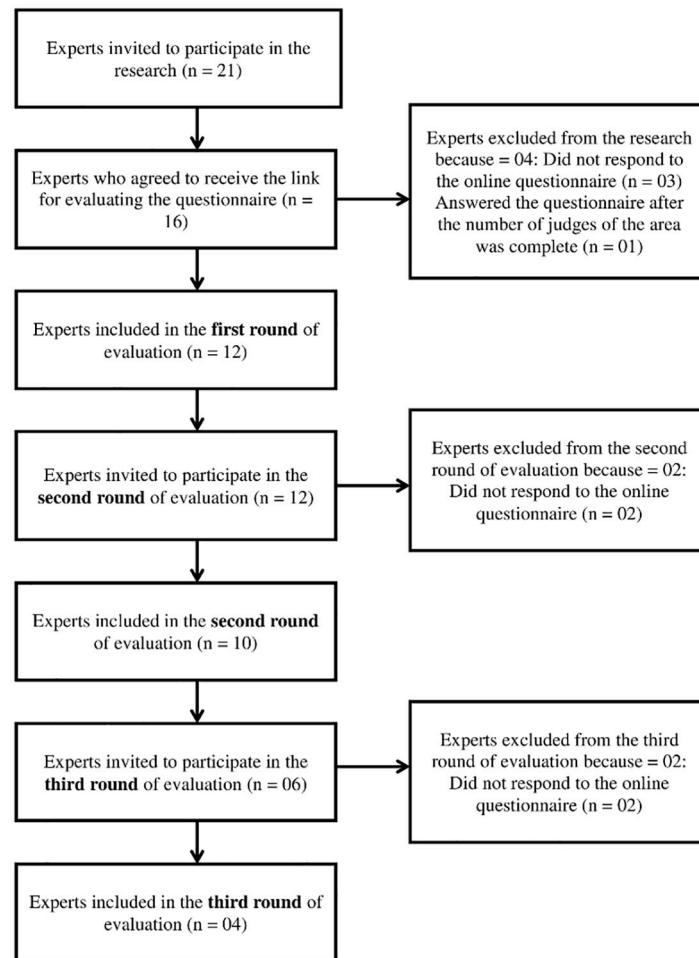 Experts invited to participate in the
research (n = 21)
Experts who agreed to receive the link
for evaluating the questionnaire (n =
16)
Experts excluded from the research
because = 04: Did not respond to
the online questionnaire (n = 03)
Answered the questionnaire after
the number of judges of the area
was complete (n = 01)
Experts included in the first round of
evaluation (n = 12)
Experts invited to participate in the
second round of evaluation (n = 12)
Experts excluded from the second
round of evaluation because = 02:
Did not respond to the online
questionnaire (n = 02)
Experts included in the second round
of evaluation (n = 10)
Experts invited to participate in the
third round of evaluation (n = 06)
Experts excluded from the third
round of evaluation because = 02:
Did not respond to the online
questionnaire (n = 02)
Experts included in the third round of
evaluation (n = 04)